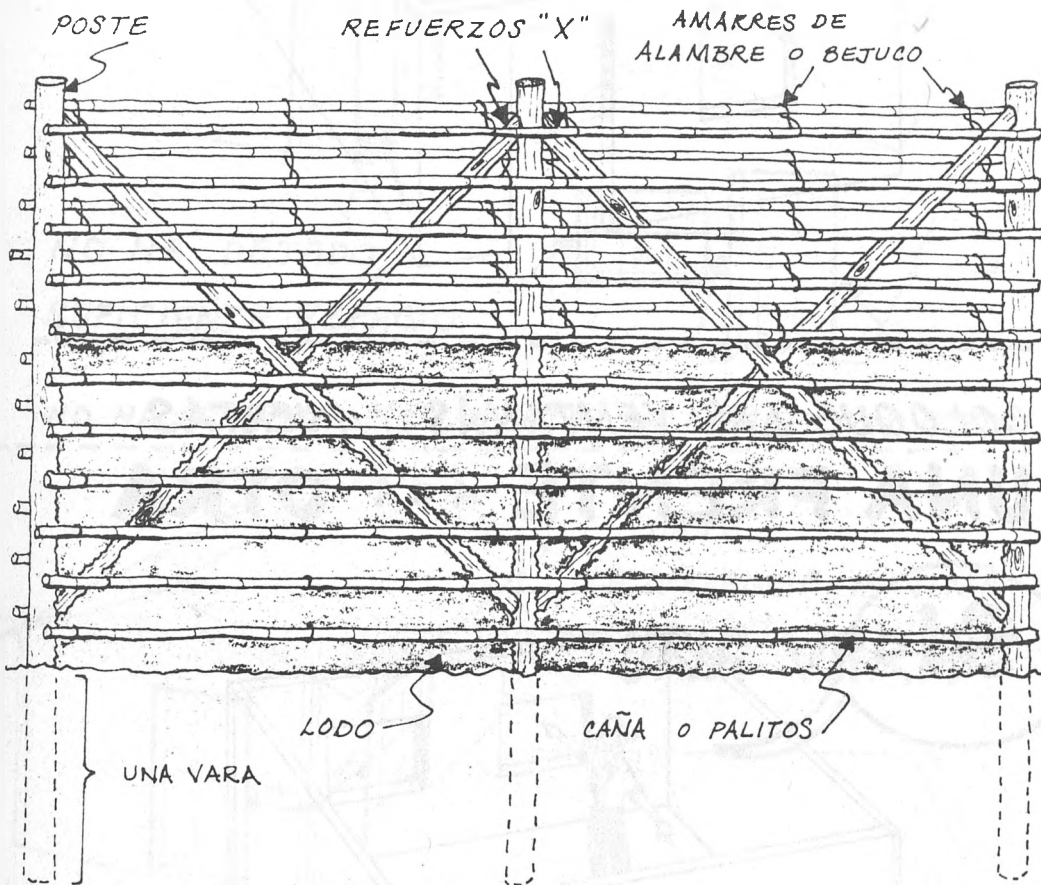 POSTE
REFUERZOS "X"
AMARRES DE
ALAMBRE O BEJUCO
LODO
CAÑA O PALITOS
UNA VARA